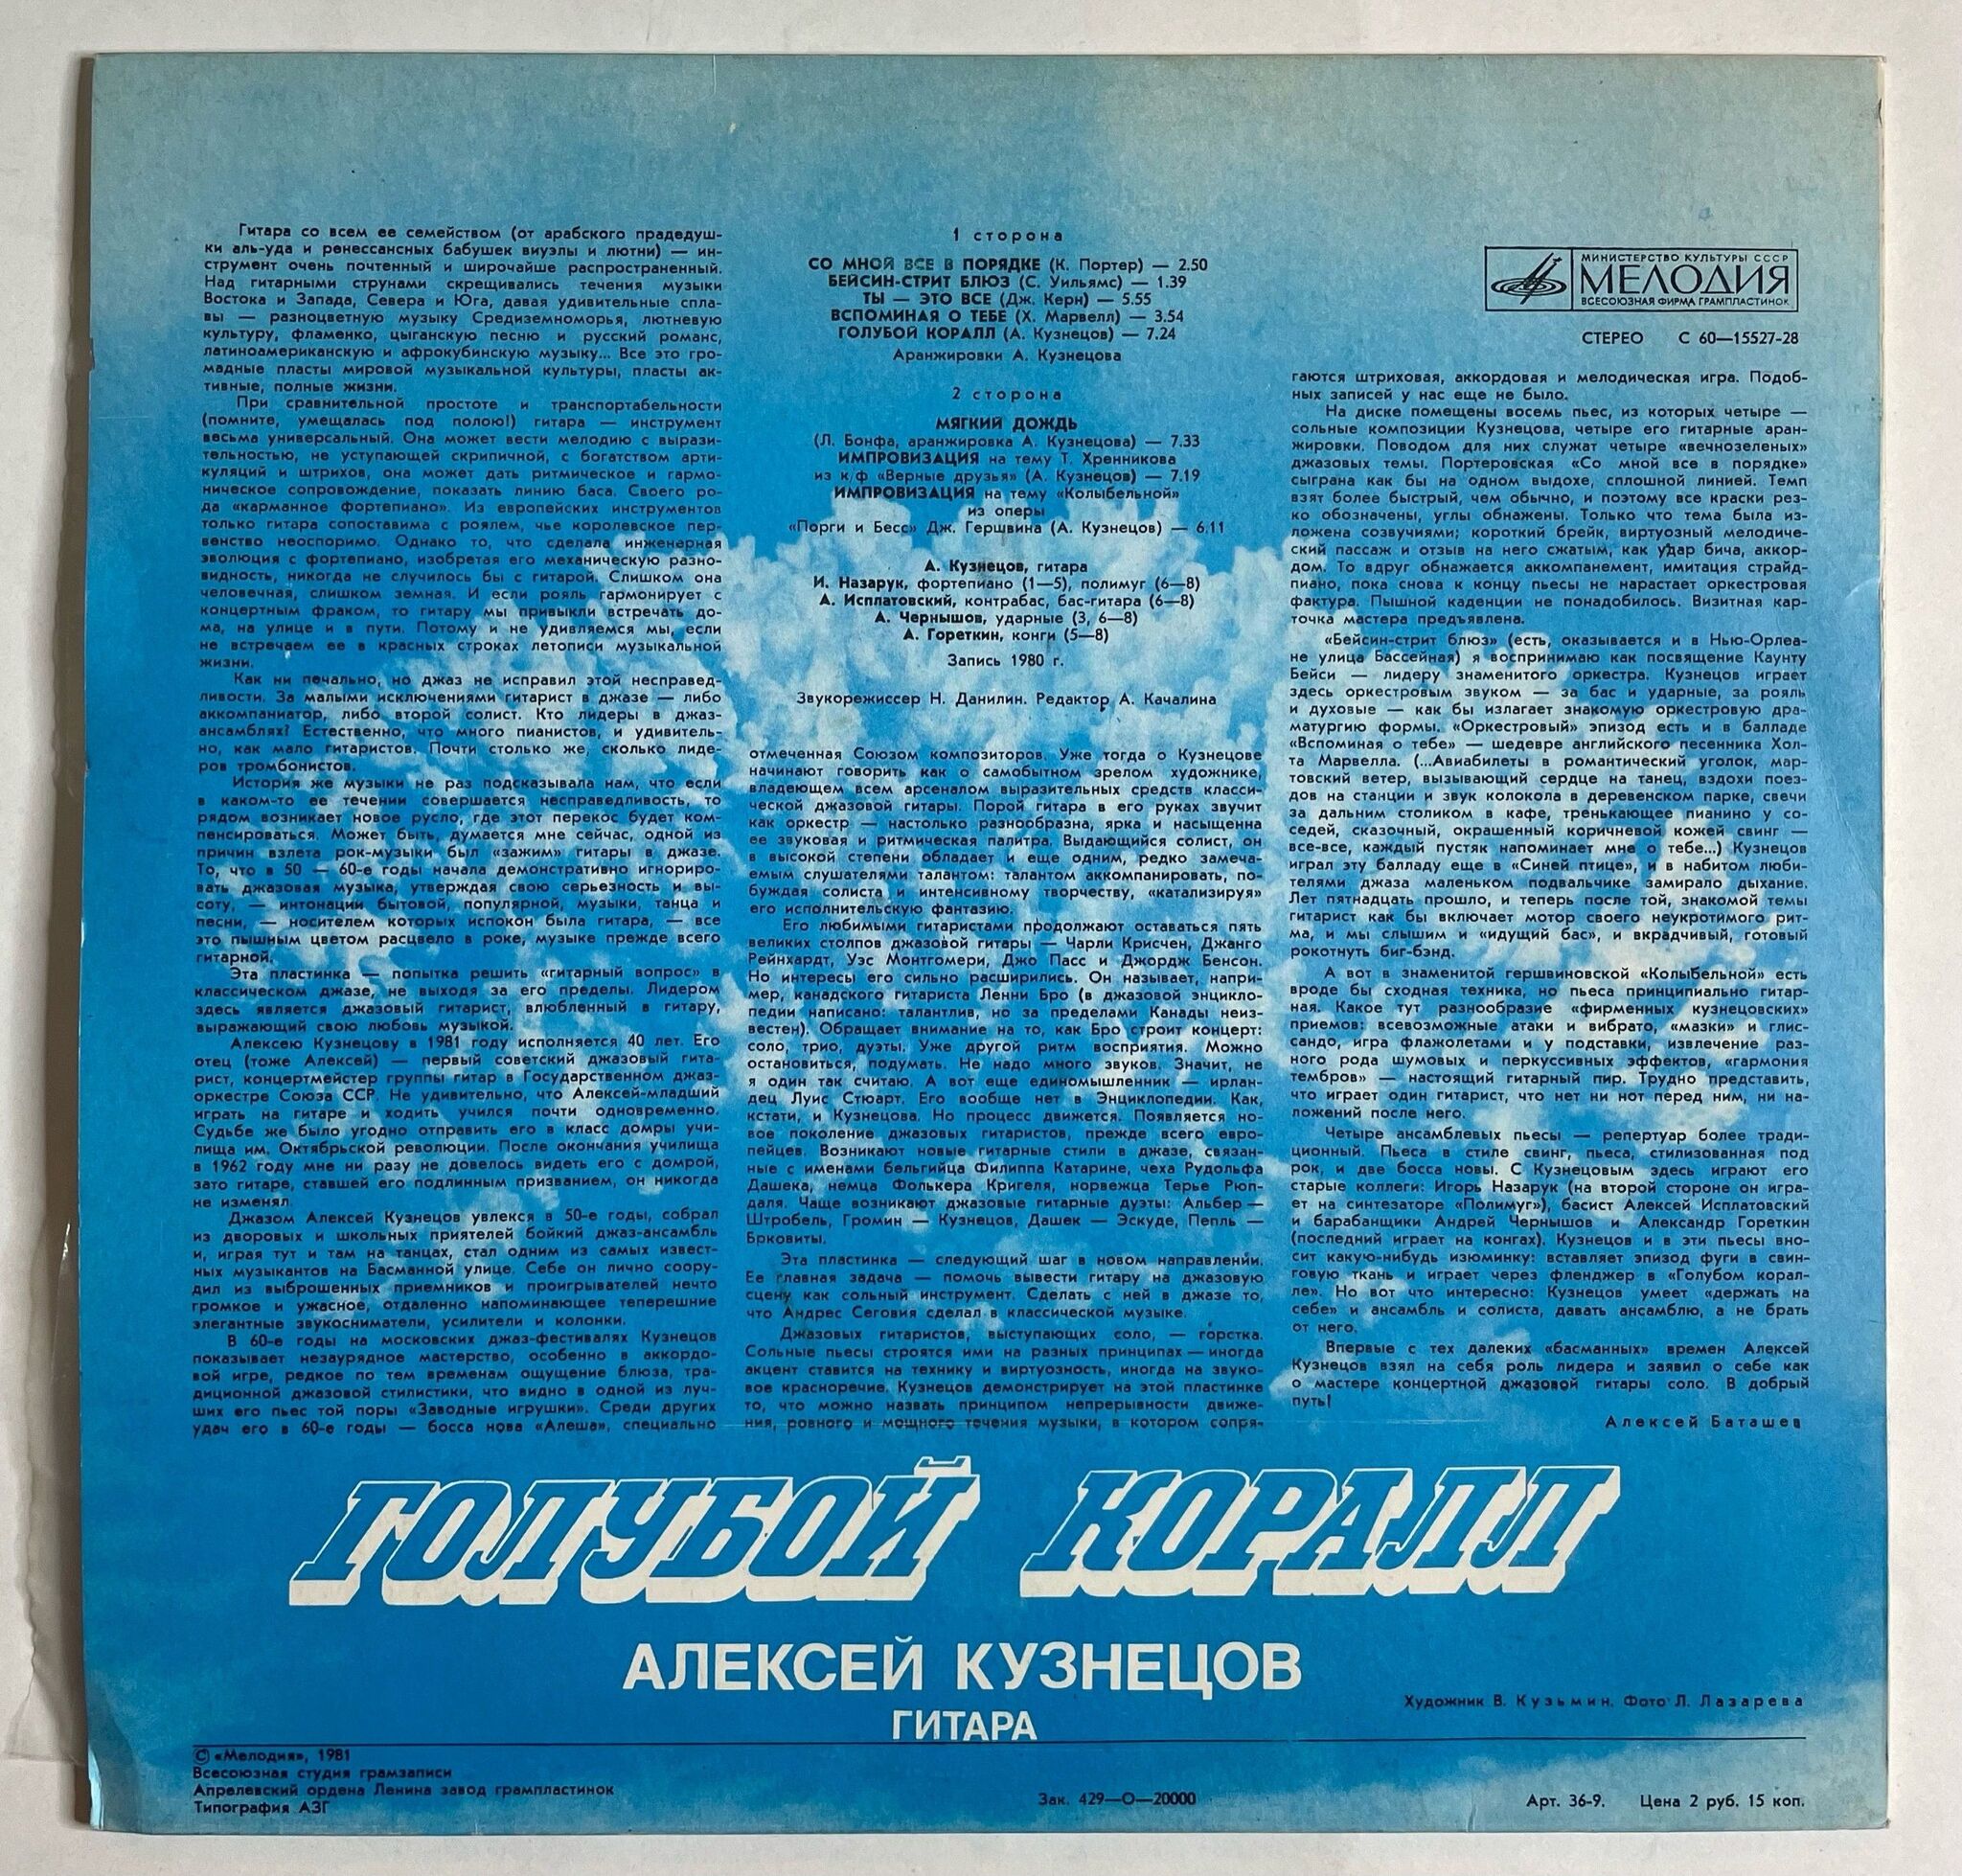 Гитара со всем ее семейством (от арабского прадедуш-
ки аль-уда и ренессансных бабушек виуэлы и лютни) — ин-
струмент очень почтенный и широчайше распространенный.
Над гитарными струнами скрещивались течения музыки
Востока и Запада, Севера и Юга, давая удивительные спла-
вы — разноцветную музыку Средиземноморья, лютневую
культуру, фламенко, цыганскую песню и русский романс,
латиноамериканскую и афрокубинскую музыку... Все это гро-
мадные пласты мировой музыкальной культуры, пласты ак-
тивные, полные жизни.
При сравнительной простоте и транспортабельности
(помните, умещалась под полою!) гитара — инструмент
весьма универсальный. Она может вести мелодию с вырази-
тельностью, не уступающей скрипичной, с богатством арти-
куляций и штрихов, она может дать ритмическое и гармо-
ническое сопровождение, показать линию баса. Своего ро-
да «карманное фортепиано». Из европейских инструментов
только гитара сопоставима с роялем, чье королевское пер-
венство неоспоримо. Однако то, что сделала инженерная
эволюция с фортепиано, изобретая его механическую разно-
видность, никогда не случилось бы с гитарой. Слишком она
человечная, слишком земная. И если рояль гармонирует с
концертным фраком, то гитару мы привыкли встречать до-
ма, на улице и в пути. Потому и не удивляемся мы, если
не встречаем ее в красных строках летописи музыкальной
жизни.
Как ни печально, но джаз не исправил этой несправед-
ливости. За малыми исключениями гитарист в джазе — либо
аккомпаниатор, либо второй солист. Кто лидеры в джаз-
ансамблях? Естественно, что много пианистов, и удивитель-
но, как мало гитаристов. Почти столько же, сколько лиде-
ров тромбонистов.
История же музыки не раз подсказывала нам, что если
в каком-то ее течении совершается несправедливость, то
рядом возникает новое русло, где этот перекос будет ком-
пенсироваться. Может быть, думается мне сейчас, одной из
причин взлета рок-музыки был «зажим» гитары в джазе.
То, что в 50 — 60-е годы начала демонстративно игнориро-
вать джазовая музыка, утверждая свою серьезность и вы-
соту, — интонации бытовой, популярной, музыки, танца и
песни, — носителем которых испокон была гитара, — все
это пышным цветом расцвело в роке, музыке прежде всего
гитарной.
Эта пластинка — попытка решить «гитарный вопрос» в
классическом джазе, не выходя за его пределы. Лидером
здесь является джазовый гитарист, влюбленный в гитару,
выражающий свою любовь музыкой.
Алексею Кузнецову в 1981 году исполняется 40 лет. Его
отец (тоже Алексей) — первый советский джазовый гита-
рист, концертмейстер группы гитар в Государственном джаз-
оркестре Союза ССР. Не удивительно, что Алексей-младший
играть на гитаре и ходить учился почти одновременно.
Судьбе же было угодно отправить его в класс домры учи-
лища им. Октябрьской революции. После окончания училища
в 1962 году мне ни разу не довелось видеть его с домрой,
зато гитаре, ставшей его подлинным призванием, он никогда
не изменял.
Джазом Алексей Кузнецов увлекся в 50-е годы, собрал
из дворовых и школьных приятелей бойкий джаз-ансамбль
и, играя тут и там на танцах, стал одним из самых извест-
ных музыкантов на Басманной улице. Себе он лично соору-
дил из выброшенных приемников и проигрывателей нечто
громкое и ужасное, отдаленно напоминающее теперешние
элегантные звукосниматели, усилители и колонки.
В 60-е годы на московских джаз-фестивалях Кузнецов
показывает незаурядное мастерство, особенно в аккордо-
вой игре, редкое по тем временам ощущение блюза, тра-
диционной джазовой стилистики, что видно в одной из луч-
ших его пьес той поры «Заводные игрушки». Среди других
удач его в 60-е годы — босса нова «Алеша», специально
1 сторона
СО МНОЙ ВСЕ В ПОРЯДКЕ (К. Портер) — 2.50
БЕЙСИН-СТРИТ БЛЮЗ (С. Уильямс) — 1.39
ТЫ — ЭТО ВСЕ (Дж. Керн) — 5.55
ВСПОМИНАЯ О ТЕБЕ (Х. Марвелл) — 3.54
ГОЛУБОЙ КОРАЛЛ (А. Кузнецов) — 7.24
Аранжировки А. Кузнецова
2 сторона
МЯГКИЙ ДОЖДЬ
(Л. Бонфа, аранжировка А. Кузнецова) — 7.33
ИМПРОВИЗАЦИЯ на тему Т. Хренникова
из к/ф «Верные друзья» (А. Кузнецов) — 7.19
ИМПРОВИЗАЦИЯ на тему «Колыбельной»
из оперы
«Порги и Бесс» Дж. Гершвина (А. Кузнецов) — 6.11
А. Кузнецов, гитара
И. Назарук, фортепиано (1—5), полимуг (6—8)
А. Исплатовский, контрабас, бас-гитара (6—8)
А. Чернышов, ударные (3, 6—8)
А. Гореткин, конги (5—8)
Запись 1980 г.
Звукорежиссер Н. Данилин. Редактор А. Качалина
отмеченная Союзом композиторов. Уже тогда о Кузнецове
начинают говорить как о самобытном зрелом художнике,
владеющем всем арсеналом выразительных средств класси-
ческой джазовой гитары. Порой гитара в его руках звучит
как оркестр — настолько разнообразна, ярка и насыщенна
ее звуковая и ритмическая палитра. Выдающийся солист, он
в высокой степени обладает и еще одним, редко замеча-
емым слушателями талантом: талантом аккомпанировать, по-
буждая солиста к интенсивному творчеству, «катализируя»
его исполнительскую фантазию.
Его любимыми гитаристами продолжают оставаться пять
великих столпов джазовой гитары — Чарли Крисчен, Джанго
Рейнхардт, Уэс Монтгомери, Джо Пасс и Джордж Бенсон.
Но интересы его сильно расширились. Он называет, напри-
мер, канадского гитариста Ленни Бро (в джазовой энцикло-
педии написано: талантлив, но за пределами Канады неиз-
вестен). Обращает внимание на то, как Бро строит концерт:
соло, трио, дуэты. Уже другой ритм восприятия. Можно
остановиться, подумать. Не надо много звуков. Значит, не
я один так считаю. А вот еще единомышленник — ирлан-
дец Луис Стюарт. Его вообще нет в Энциклопедии. Как,
кстати, и Кузнецова. Но процесс движется. Появляется но-
вое поколение джазовых гитаристов, прежде всего евро-
пейцев. Возникают новые гитарные стили в джазе, связан-
ные с именами бельгийца Филиппа Катарине, чеха Рудольфа
Дашека, немца Фолькера Кригеля, норвежца Терье Рюп-
даля. Чаще возникают джазовые гитарные дуэты: Альбер —
Штробель, Громин — Кузнецов, Дашек — Эскуде, Пепль —
Брковиты.
Эта пластинка — следующий шаг в новом направлении.
Ее главная задача — помочь вывести гитару на джазовую
сцену как сольный инструмент. Сделать с ней в джазе то,
что Андрес Сеговия сделал в классической музыке.
Джазовых гитаристов, выступающих соло, — горстка.
Сольные пьесы строятся ими на разных принципах — иногда
акцент ставится на технику и виртуозность, иногда на звуко-
вое красноречие. Кузнецов демонстрирует на этой пластинке
то, что можно назвать принципом непрерывности движе-
ния, ровного и мощного течения музыки, в котором сопря-
МИНИСТЕРСТВО КУЛЬТУРЫ СССР
МЕЛОДИЯ
ВСЕСОЮЗНАЯ ФИРМА ГРАМПЛАСТИНОК
СТЕРЕО С 60—15527-28
гаются штриховая, аккордовая и мелодическая игра. Подоб-
ных записей у нас еще не было.
На диске помещены восемь пьес, из которых четыре —
сольные композиции Кузнецова, четыре его гитарные аран-
жировки. Поводом для них служат четыре «вечнозеленых»
джазовых темы. Портеровская «Со мной все в порядке»
сыграна как бы на одном выдохе, сплошной линией. Темп
взят более быстрый, чем обычно, и поэтому все краски рез-
ко обозначены, углы обнажены. Только что тема была из-
ложена созвучиями; короткий брейк, виртуозный мелодиче-
ский пассаж и отзыв на него сжатым, как удар бича, аккор-
дом. То вдруг обнажается аккомпанемент, имитация страйд-
пиано, пока снова к концу пьесы не нарастает оркестровая
фактура. Пышной каденции не понадобилось. Визитная кар-
точка мастера предъявлена.
«Бейсин-стрит блюз» (есть, оказывается и в Нью-Орлеа-
не улица Бассейная) я воспринимаю как посвящение Каунту
Бейси — лидеру знаменитого оркестра. Кузнецов играет
здесь оркестровым звуком — за бас и ударные, за рояль
и духовые — как бы излагает знакомую оркестровую дра-
матургию формы. «Оркестровый» эпизод есть и в балладе
«Вспоминая о тебе» — шедевре английского песенника Хол-
та Марвелла. (...Авиабилеты в романтический уголок, мар-
товский ветер, вызывающий сердце на танец, вздохи поез-
дов на станции и звук колокола в деревенском парке, свечи
за дальним столиком в кафе, тренькающее пианино у со-
седей, сказочный, окрашенный коричневой кожей свинг —
все-все, каждый пустяк напоминает мне о тебе...) Кузнецов
играл эту балладу еще в «Синей птице», и в набитом люби-
телями джаза маленьком подвальчике замирало дыхание.
Лет пятнадцать прошло, и теперь после той, знакомой темы
гитарист как бы включает мотор своего неукротимого рит-
ма, и мы слышим и «идущий бас», и вкрадчивый, готовый
рокотнуть биг-бэнд.
А вот в знаменитой гершвиновской «Колыбельной» есть
вроде бы сходная техника, но пьеса принципиально гитар-
ная. Какое тут разнообразие «фирменных кузнецовских»
приемов: всевозможные атаки и вибрато, «мазки» и глис-
сандо, игра флажолетами и у подставки, извлечение раз-
ного рода шумовых и перкуссивных эффектов, «гармония
тембров» — настоящий гитарный пир. Трудно представить,
что играет один гитарист, что нет ни нот перед ним, ни на-
ложений после него.
Четыре ансамблевых пьесы — репертуар более тради-
ционный. Пьеса в стиле свинг, пьеса, стилизованная под
рок, и две босса новы. С Кузнецовым здесь играют его
старые коллеги: Игорь Назарук (на второй стороне он игра-
ет на синтезаторе «Полимуг»), басист Алексей Исплатовский
и барабанщики Андрей Чернышов и Александр Гореткин
(последний играет на конгах). Кузнецов и в эти пьесы вно-
сит какую-нибудь изюминку: вставляет эпизод фуги в свин-
говую ткань и играет через фленджер в «Голубом корал-
ле». Но вот что интересно: Кузнецов умеет «держать на
себе» и ансамбль и солиста, давать ансамблю, а не брать
от него.
Впервые с тех далеких «басманных» времен Алексей
Кузнецов взял на себя роль лидера и заявил о себе как
о мастере концертной джазовой гитары соло. В добрый
путь!
Алексей Баташев
ГОЛУБОЙ КОРАЛЛ
АЛЕКСЕЙ КУЗНЕЦОВ
ГИТАРА
Художник В. Кузьмин. Фото Л. Лазарева
© «Мелодия», 1981
Всесоюзная студия грамзаписи
Апрелевский ордена Ленина завод грампластинок
Типография АЗГ
Зак. 429—О—20000
Арт. 36-9. Цена 2 руб. 15 коп.